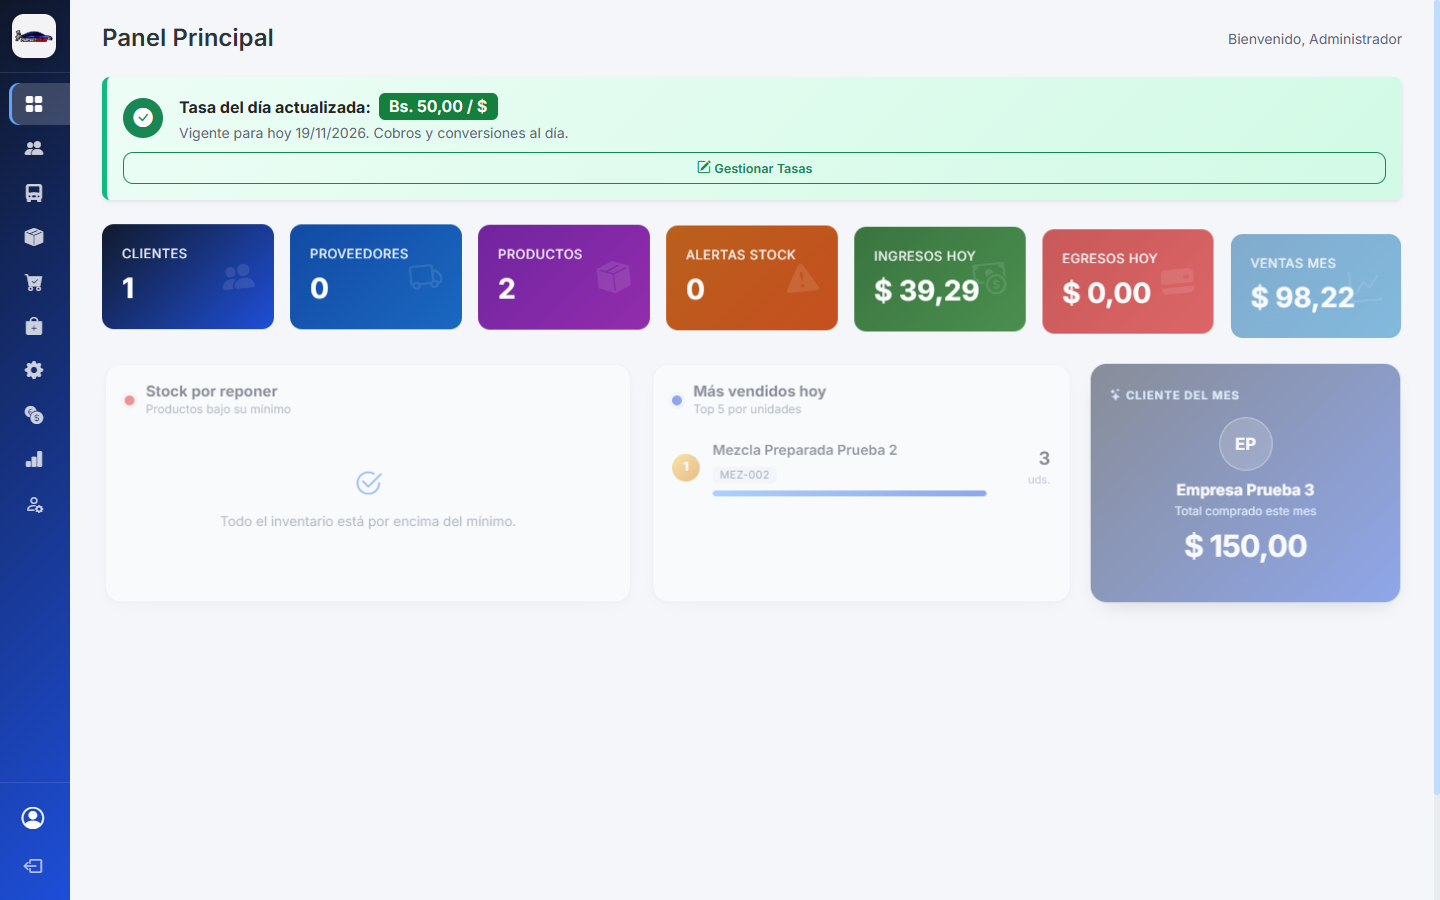 Panel Principal
Bienvenido, Administrador
Tasa del día actualizada: Bs. 50,00 / $
Vigente para hoy 19/11/2026. Cobros y conversiones al día.
Gestionar Tasas
CLIENTES
1
PROVEEDORES
0
PRODUCTOS
2
ALERTAS STOCK
0
INGRESOS HOY
$ 39,29
EGRESOS HOY
$ 0,00
VENTAS MES
$ 98,22
Stock por reponer
Productos bajo su mínimo
Todo el inventario está por encima del mínimo.
Más vendidos hoy
Top 5 por unidades
1
Mezcla Preparada Prueba 2
MEZ-002
3
uds.
CLIENTE DEL MES
EP
Empresa Prueba 3
Total comprado este mes
$ 150,00